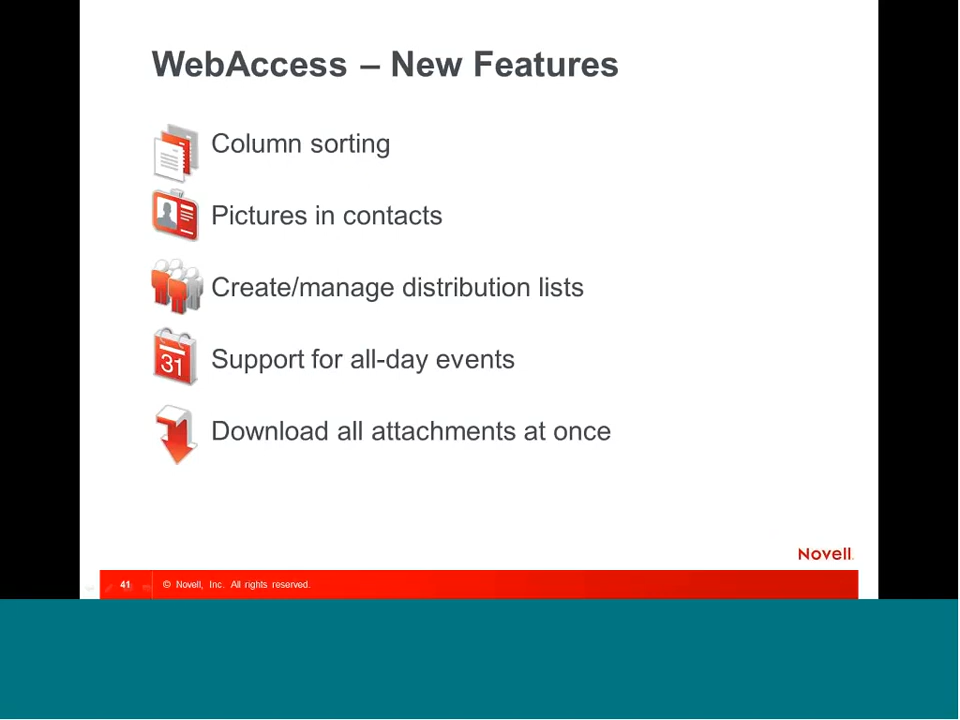 WebAccess – New Features
Column sorting
Pictures in contacts
Create/manage distribution lists
31
Support for all-day events
Download all attachments at once
Novell.
41 © Novell, Inc. All rights reserved.